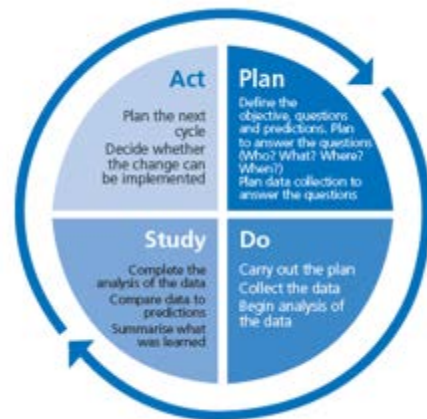 Act
Plan the next
cycle
Decide whether
the change can
be implemented
Plan
Define the
objective, questions
and predictions. Plan
to answer the questions
(Who? What? Where?
When?)
Plan data collection to
answer the questions
Study
Complete the
analysis of the data
Compare data to
predictions
Summarise what
was learned
Do
Carry out the plan
Collect the data
Begin analysis of
the data